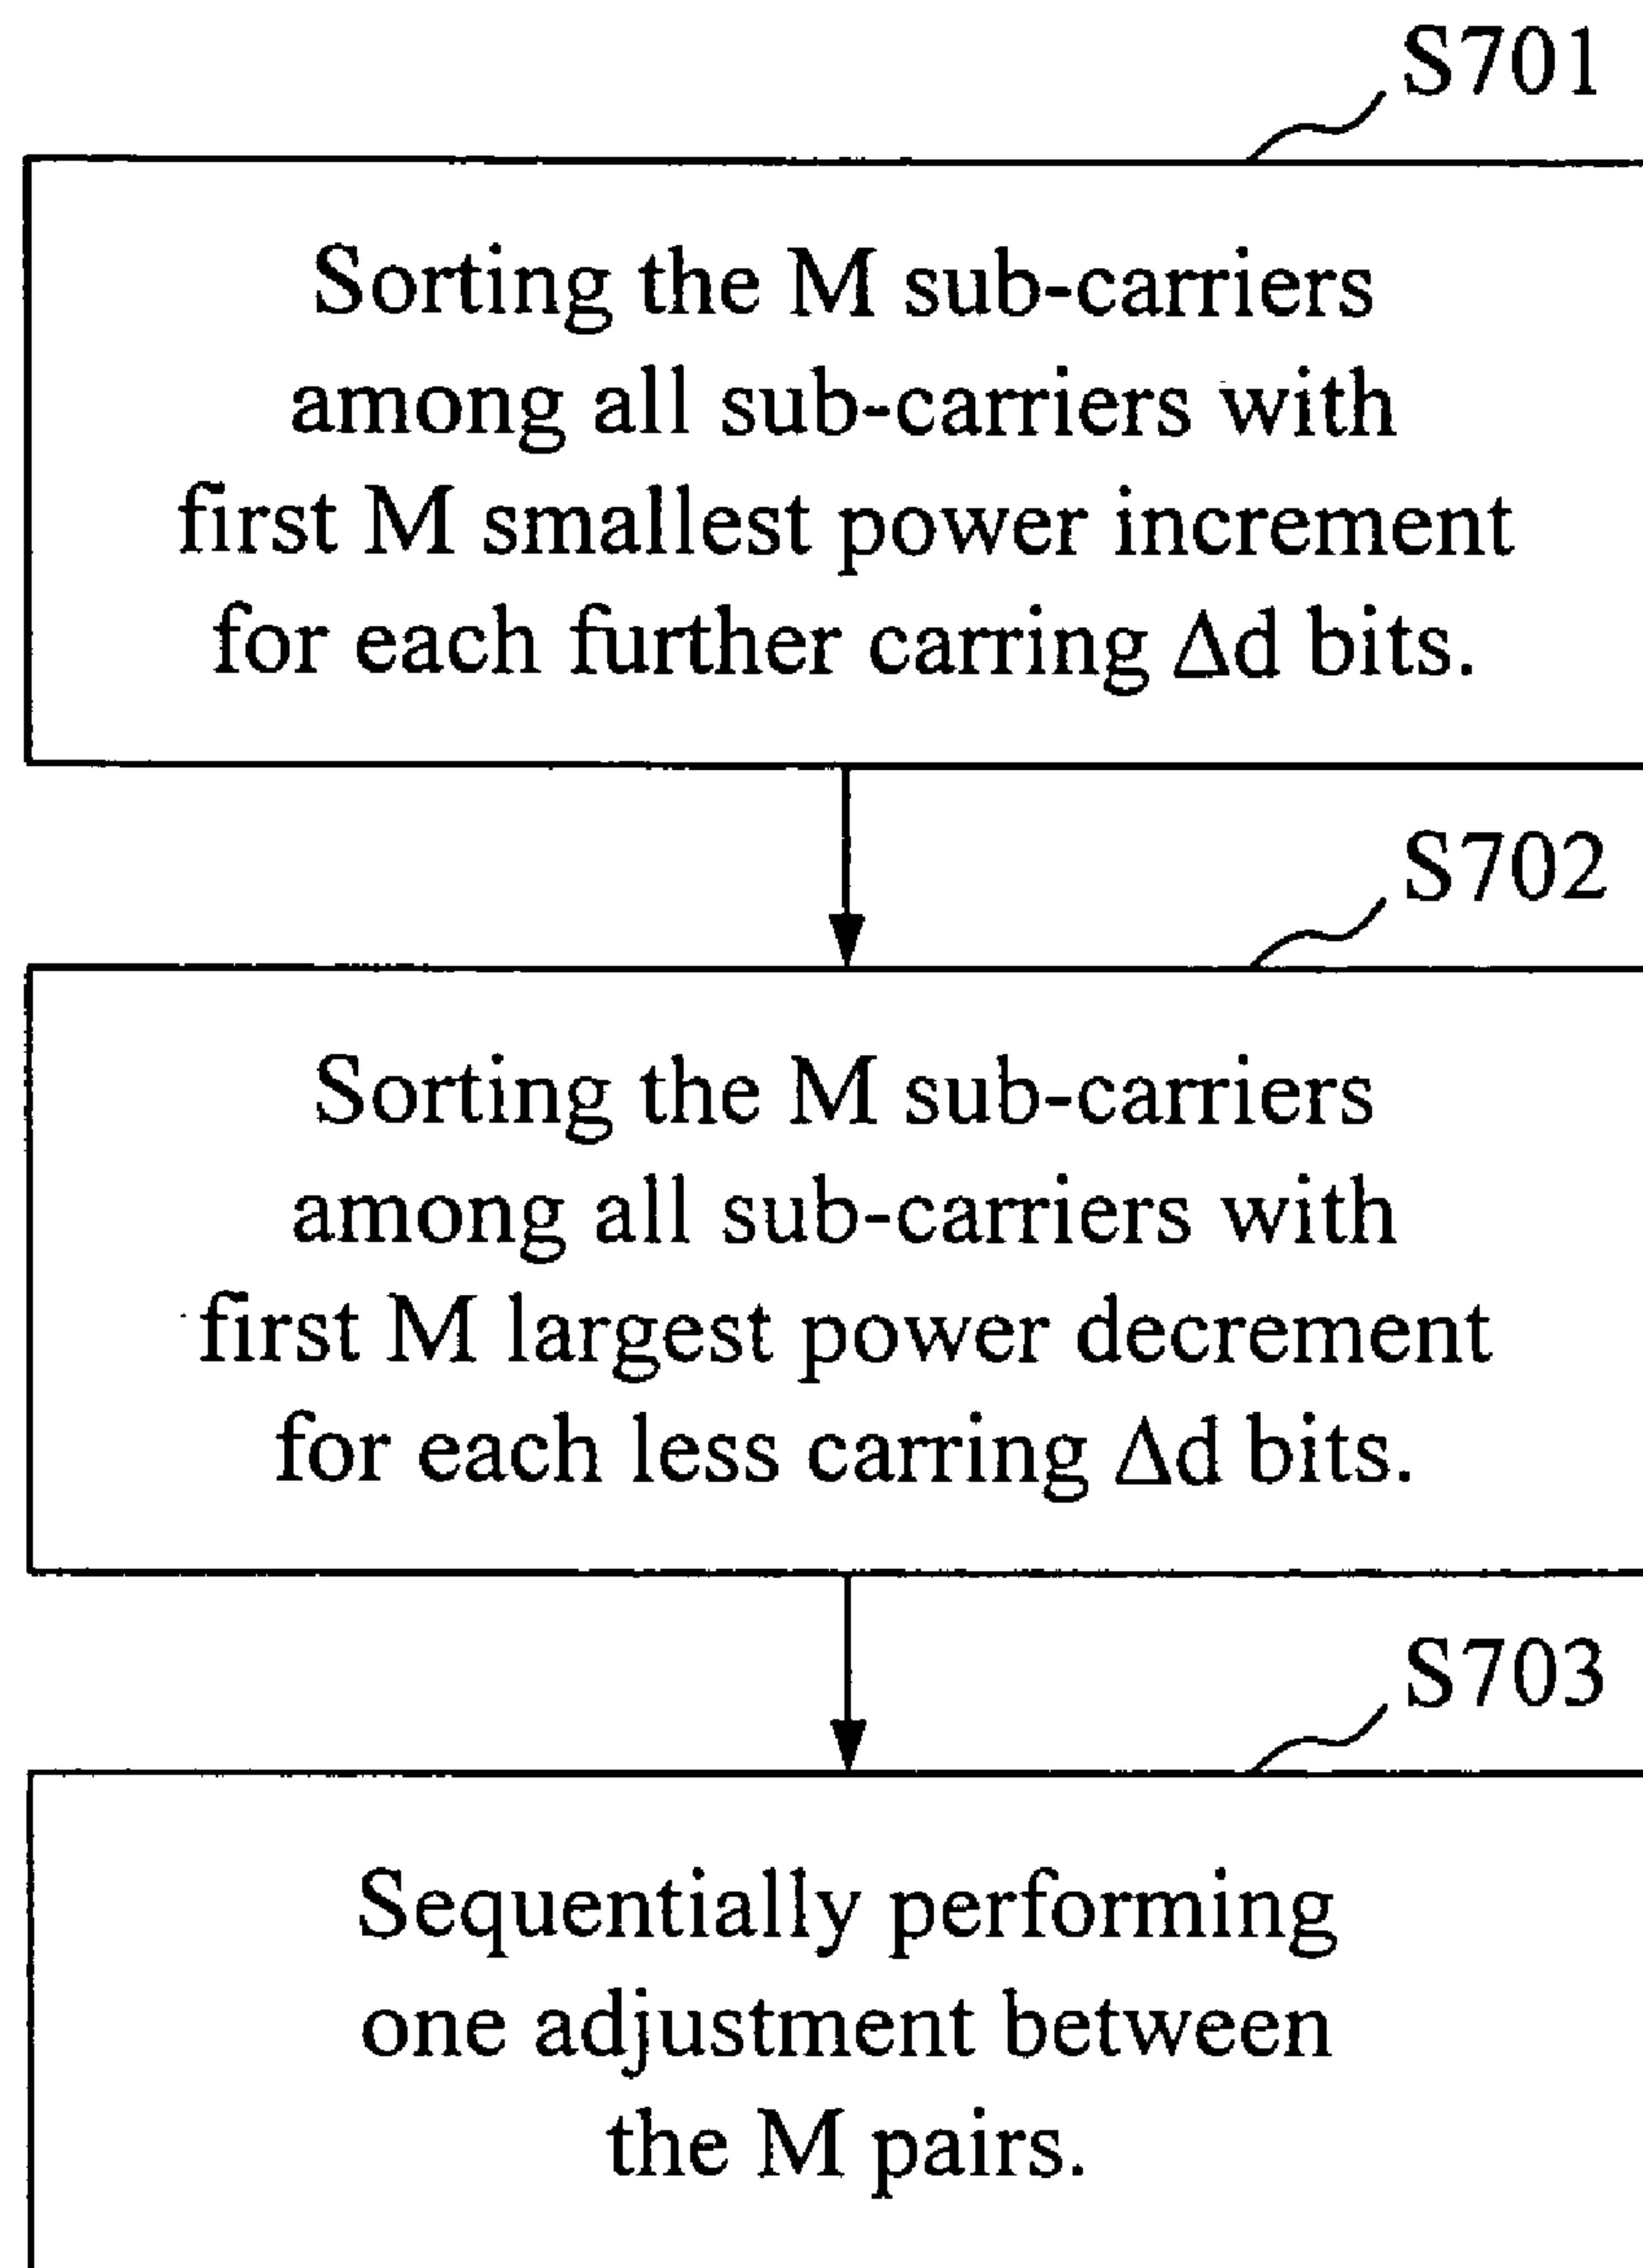 S701
Sorting the M sub-carriers
among all sub-carriers with
first M smallest power increment
for each further carring Δd bits.
S702
Sorting the M sub-carriers
among all sub-carriers with
first M largest power decrement
for each less carring Δd bits.
S703
Sequentially performing
one adjustment between
the M pairs.